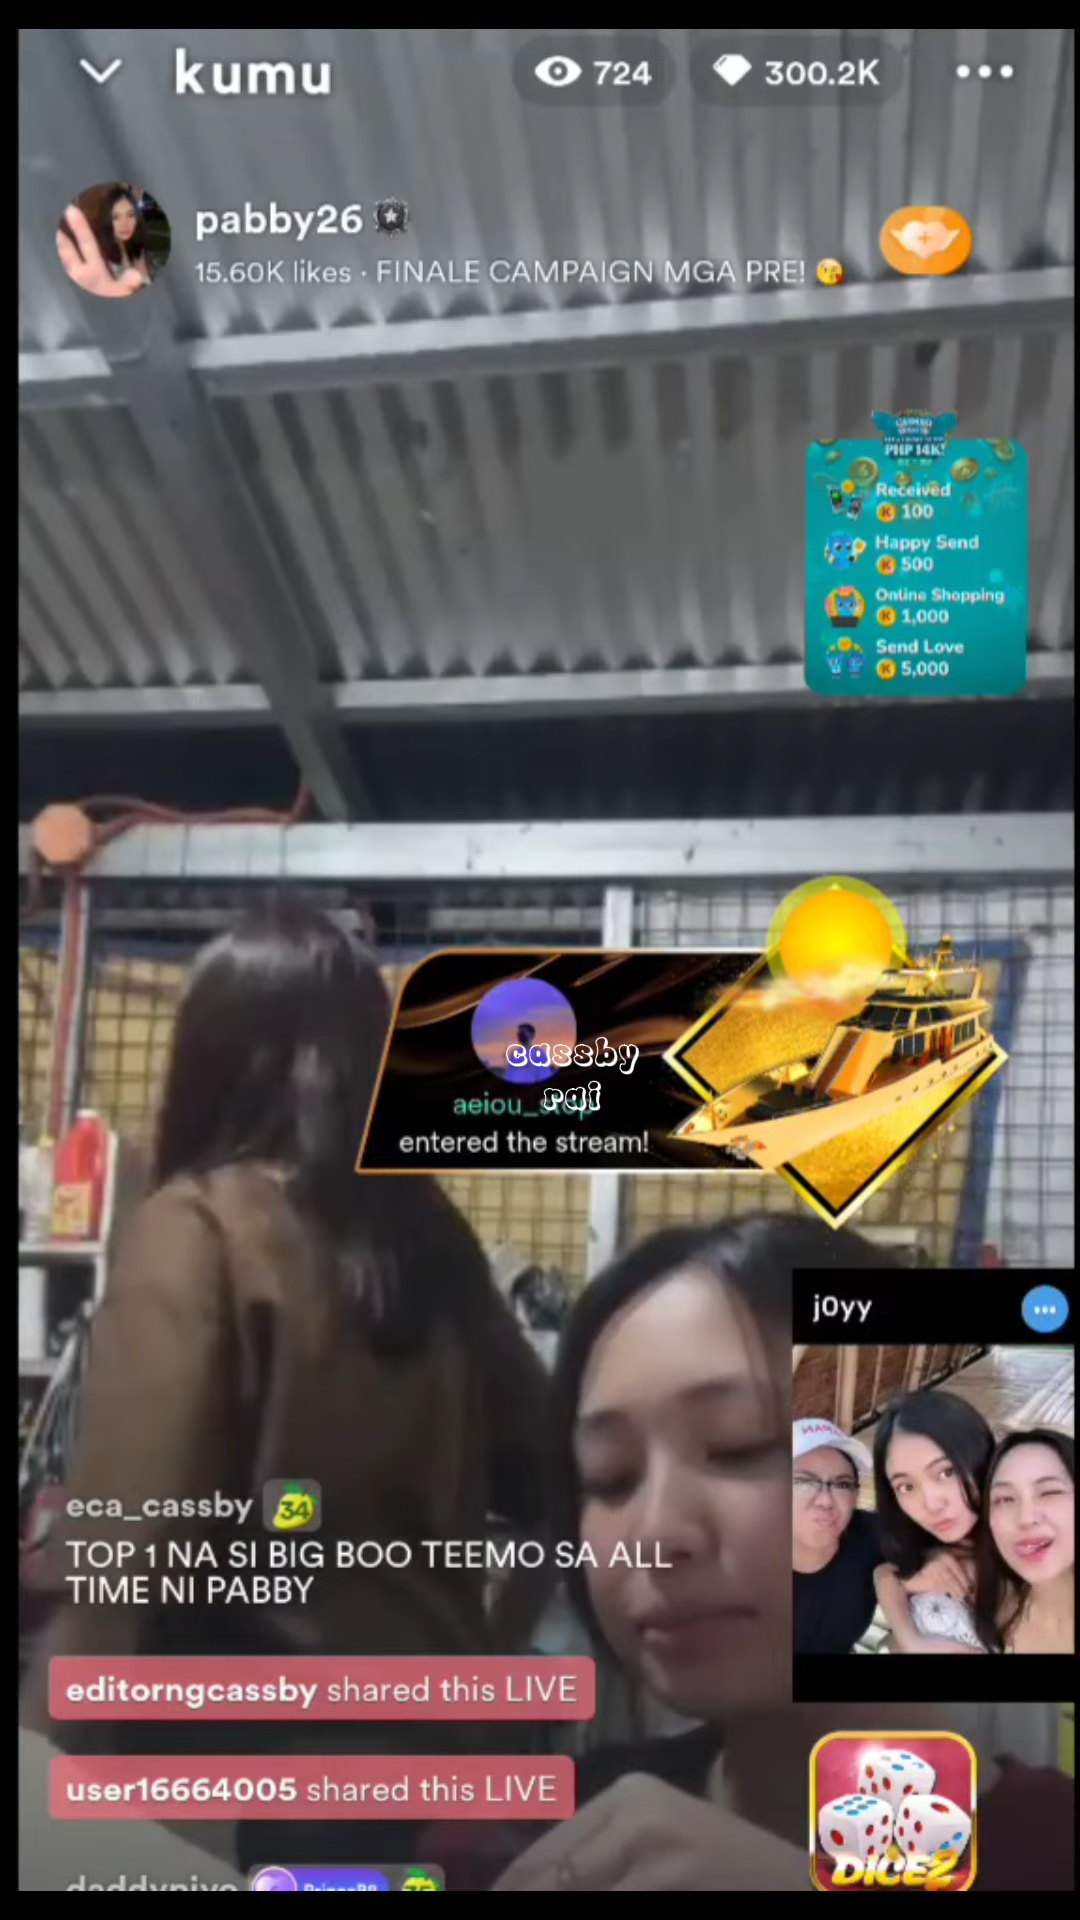 kumu
724
300.2K
pabby26
15.60K likes · FINALE CAMPAIGN MGA PRE! 😘
PHP 14K!
Received
K 100
Happy Send
K 500
Online Shopping
K 1,000
Send Love
K 5,000
cassby
rai
entered the stream!
j0yy
eca_cassby 34
TOP 1 NA SI BIG BOO TEEMO SA ALL
TIME NI PABBY
editorngcassby shared this LIVE
user16664005 shared this LIVE
DICE2